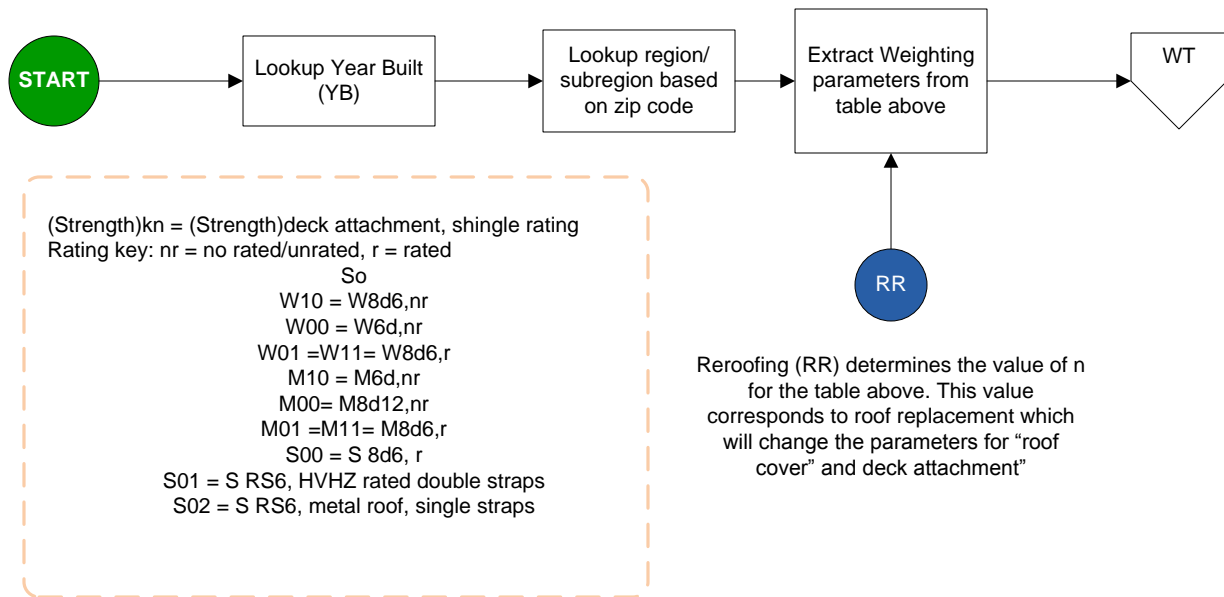 START
Lookup Year Built
(YB)
Lookup region/
subregion based
on zip code
Extract Weighting
parameters from
table above
WT
(Strength)kn = (Strength)deck attachment, shingle rating
Rating key: nr = no rated/unrated, r = rated
So
W10 = W8d6,nr
W00 = W6d,nr
W01 =W11= W8d6,r
M10 = M6d,nr
M00= M8d12,nr
M01 =M11= M8d6,r
S00 = S 8d6, r
S01 = S RS6, HVHZ rated double straps
S02 = S RS6, metal roof, single straps
RR
Reroofing (RR) determines the value of n
for the table above. This value
corresponds to roof replacement which
will change the parameters for “roof
cover” and deck attachment”